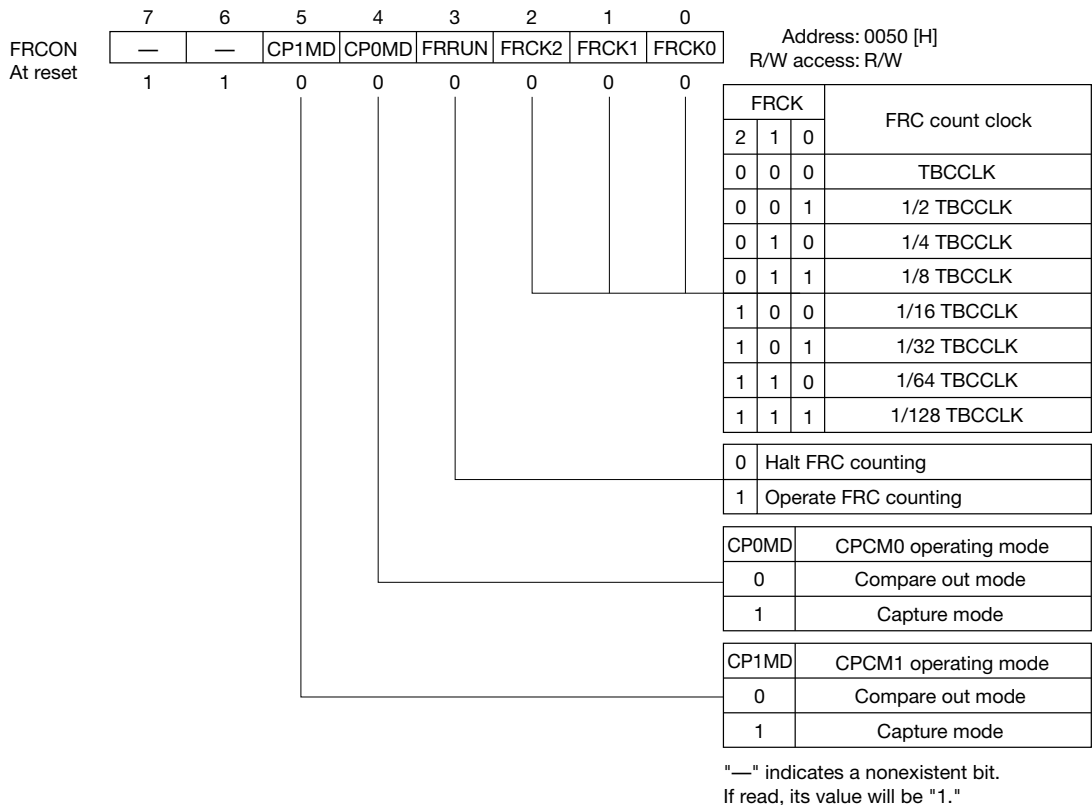 7 6 5 4 3 2 1 0
FRCON — — CP1MD CP0MD FRRUN FRCK2 FRCK1 FRCK0
At reset 1 1 0 0 0 0 0 0
Address: 0050 [H]
R/W access: R/W
FRCK FRC count clock
2 1 0
0 0 0 TBCCLK
0 0 1 1/2 TBCCLK
0 1 0 1/4 TBCCLK
0 1 1 1/8 TBCCLK
1 0 0 1/16 TBCCLK
1 0 1 1/32 TBCCLK
1 1 0 1/64 TBCCLK
1 1 1 1/128 TBCCLK
0 Halt FRC counting
1 Operate FRC counting
CP0MD CPCM0 operating mode
0 Compare out mode
1 Capture mode
CP1MD CPCM1 operating mode
0 Compare out mode
1 Capture mode
"—" indicates a nonexistent bit.
If read, its value will be "1."